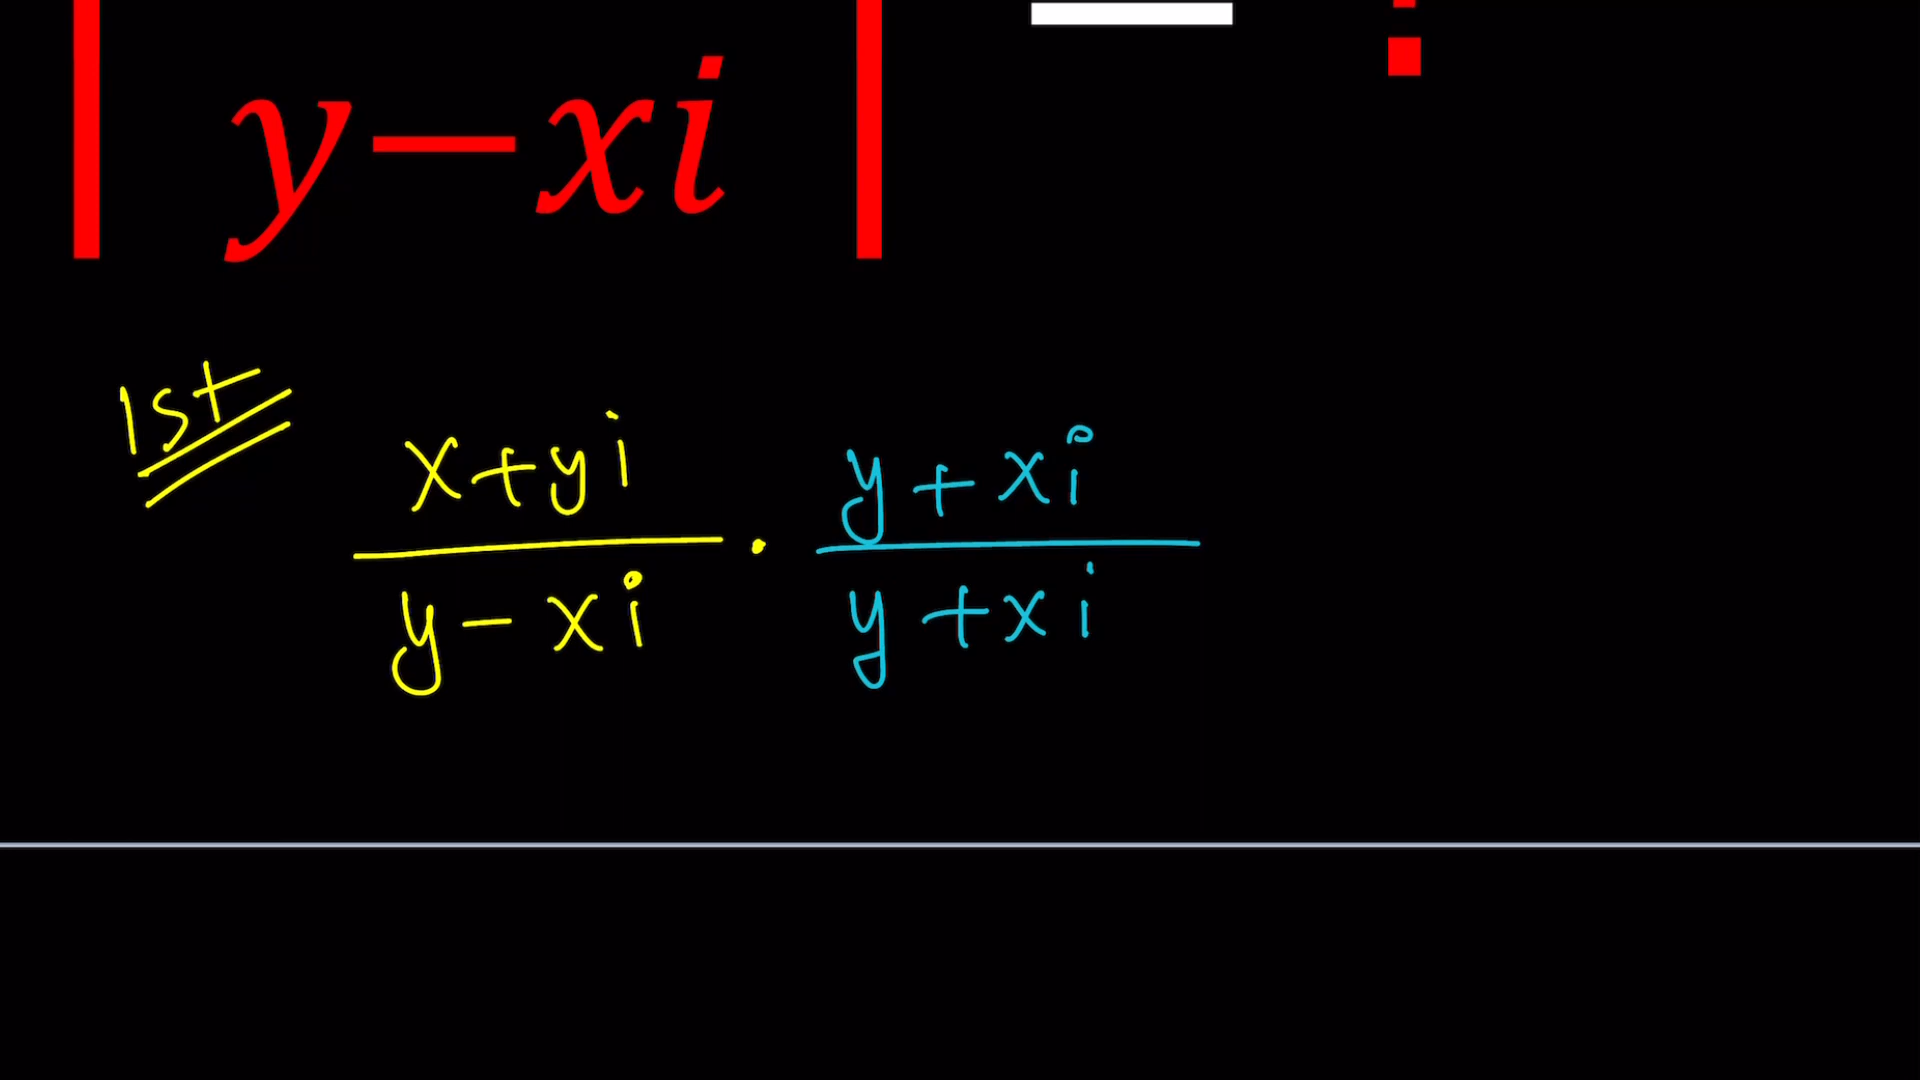 | y−xi | = ?
1st
x+yi / y−xi · y+xi / y+xi